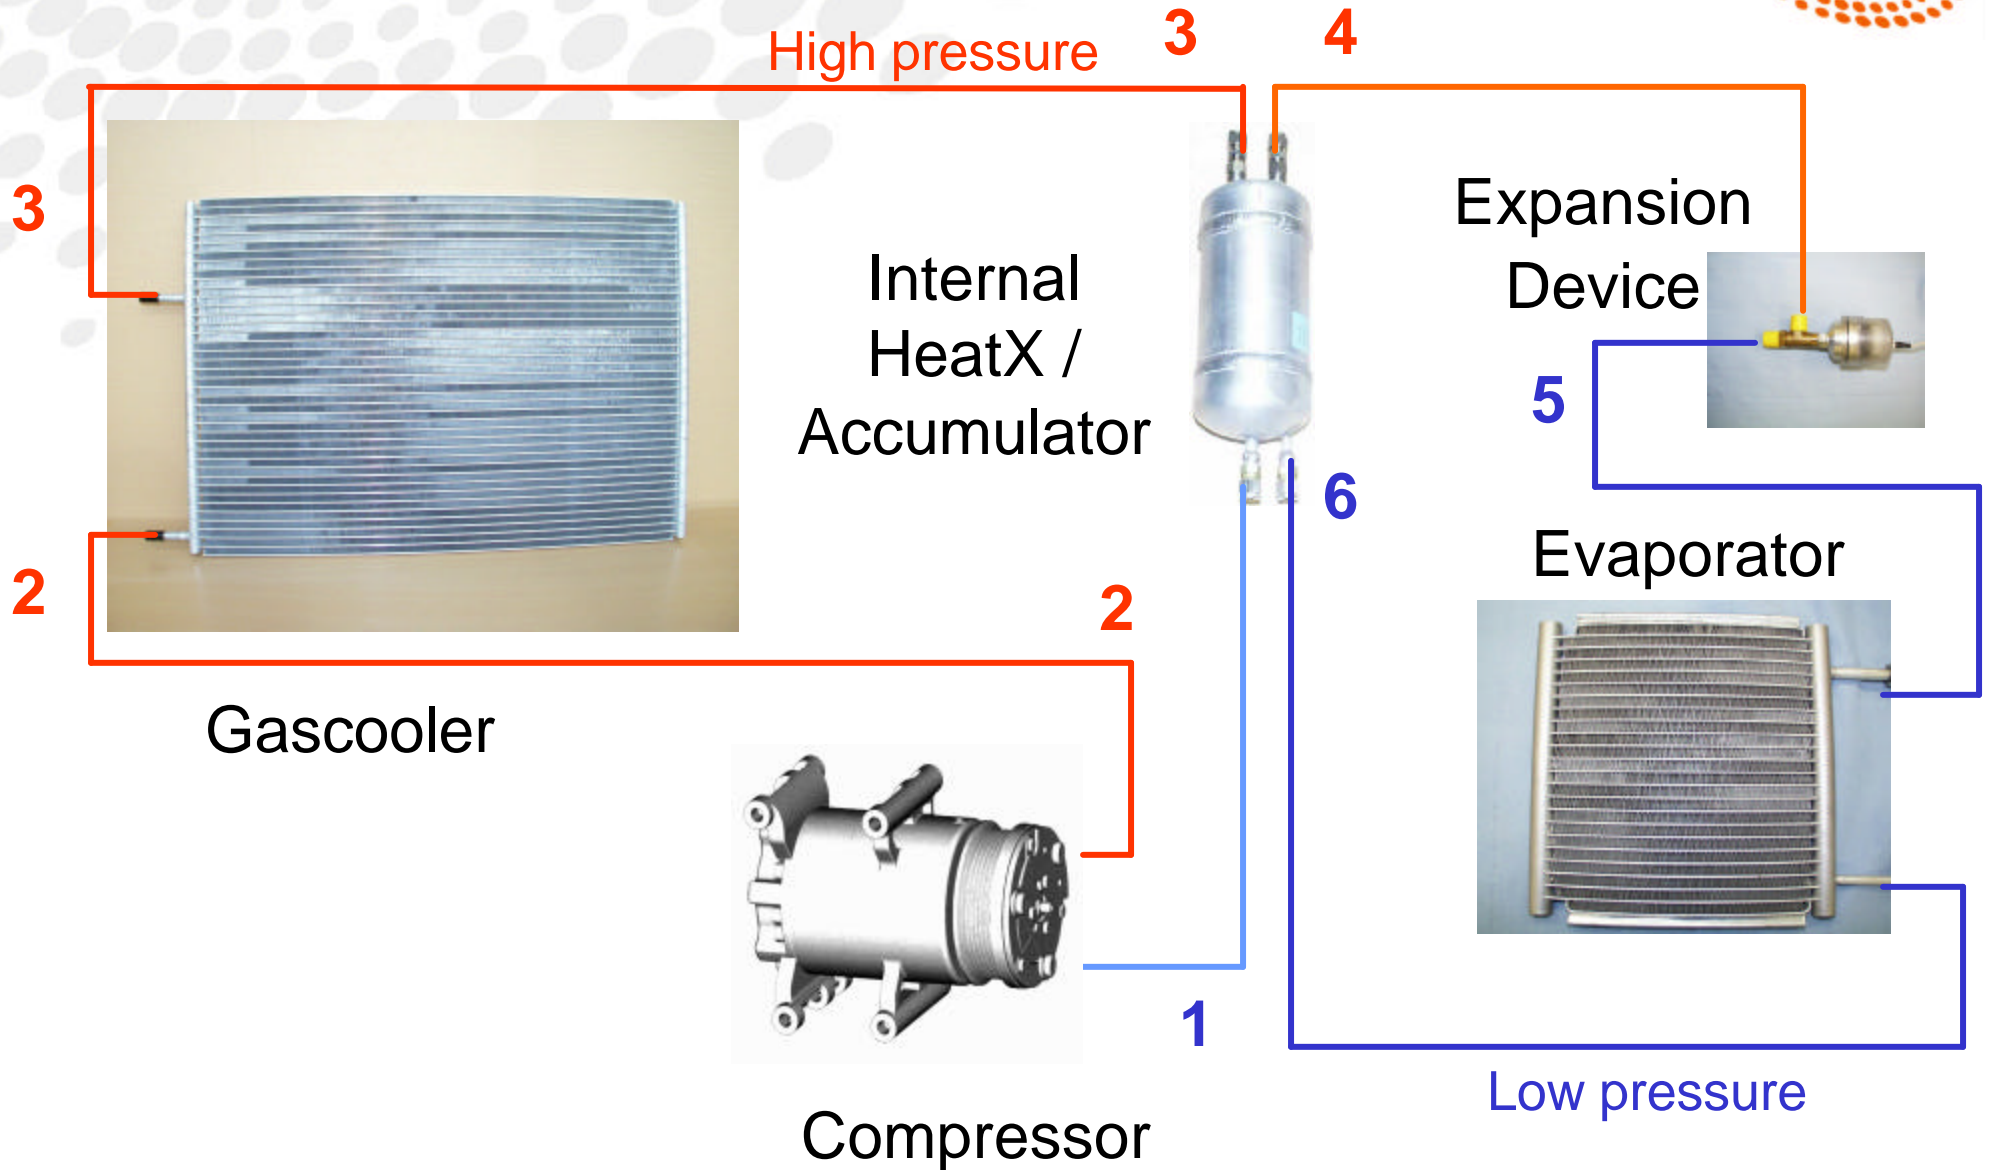 3
4
High pressure
3
Expansion
Device
Internal
HeatX /
Accumulator
5
6
Evaporator
2
2
Gascooler
1
Low pressure
Compressor